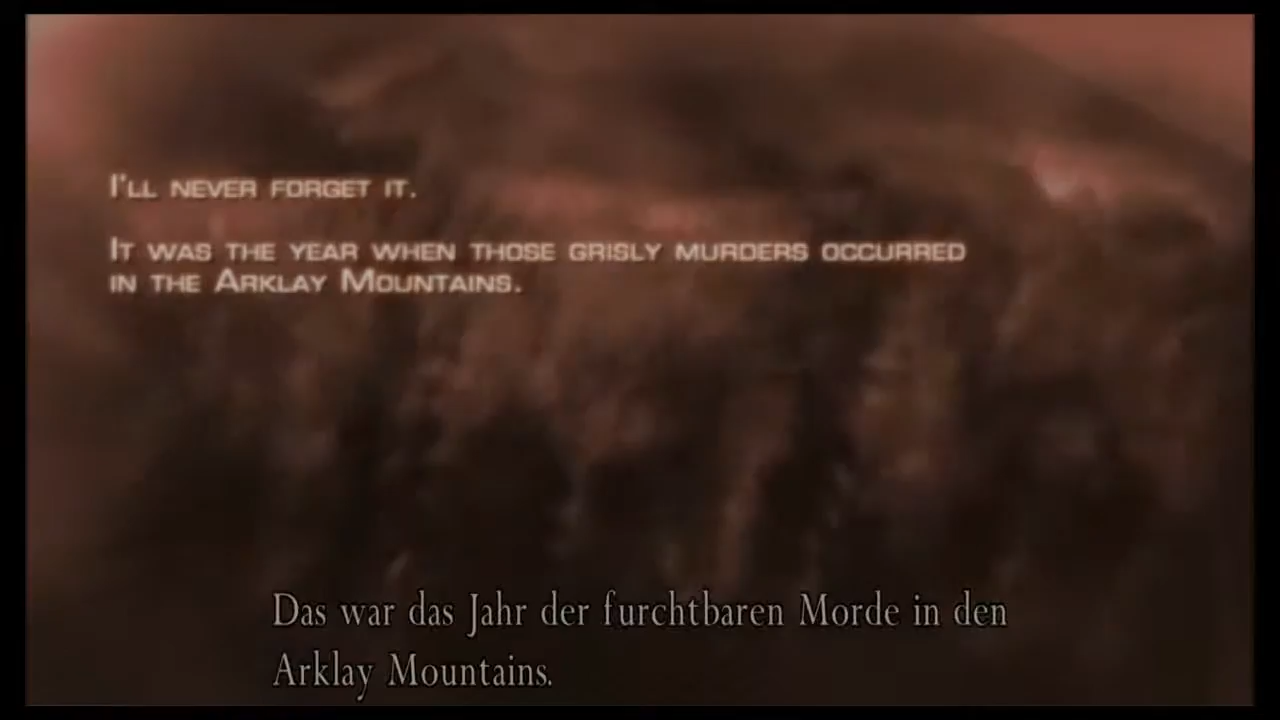 I'll never forget it.
It was the year when those grisly murders occurred
in the Arklay Mountains.
Das war das Jahr der furchtbaren Morde in den
Arklay Mountains.